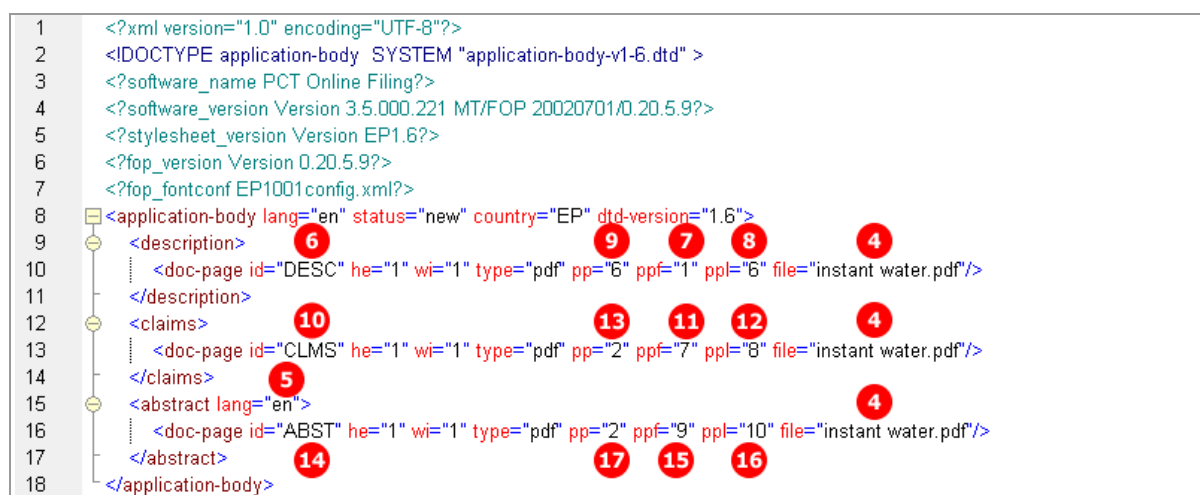 1 <?xml version="1.0" encoding="UTF-8"?>
2 <!DOCTYPE application-body SYSTEM "application-body-v1-6.dtd" >
3 <?software_name PCT Online Filing?>
4 <?software_version Version 3.5.000.221 MT/FOP 20020701/0.20.5.9?>
5 <?stylesheet_version Version EP1.6?>
6 <?fop_version Version 0.20.5.9?>
7 <?fop_fontconf EP1001config.xml?>
8 <application-body lang="en" status="new" country="EP" dtd-version="1.6">
9 <description> 6 9 7 8 4
10 <doc-page id="DESC" he="1" wi="1" type="pdf" pp="6" ppf="1" ppl="6" file="instant water.pdf"/>
11 </description>
12 <claims> 10 13 11 12 4
13 <doc-page id="CLMS" he="1" wi="1" type="pdf" pp="2" ppf="7" ppl="8" file="instant water.pdf"/>
14 </claims> 5
15 <abstract lang="en"> 4
16 <doc-page id="ABST" he="1" wi="1" type="pdf" pp="2" ppf="9" ppl="10" file="instant water.pdf"/>
17 </abstract> 14 17 15 16
18 </application-body>